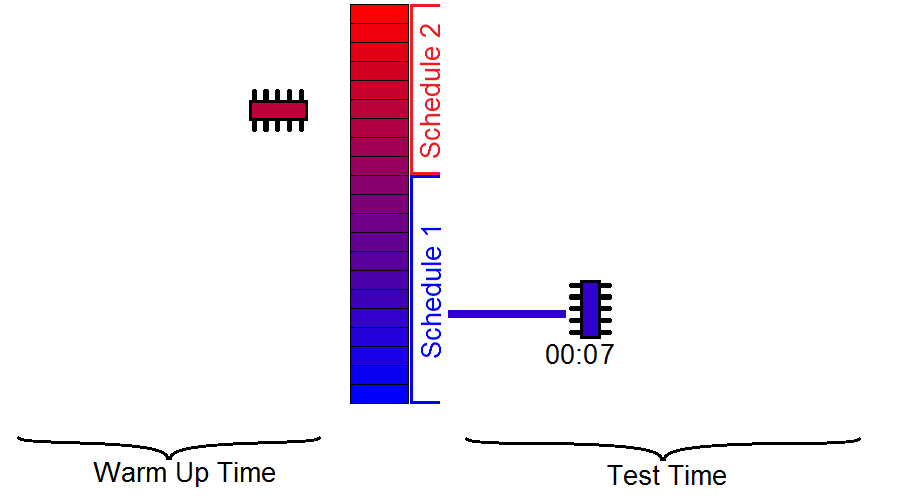 Schedule 2
Schedule 1
00:07
Warm Up Time
Test Time